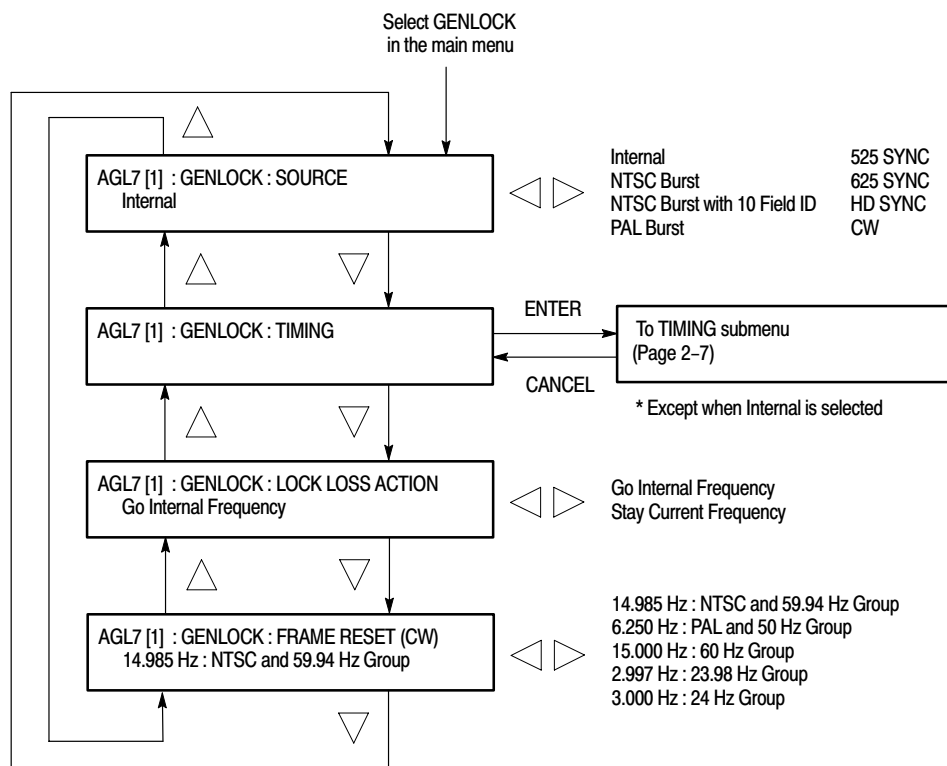 Select GENLOCK
in the main menu
AGL7 [1] : GENLOCK : SOURCE
Internal
Internal 525 SYNC
NTSC Burst 625 SYNC
NTSC Burst with 10 Field ID HD SYNC
PAL Burst CW
AGL7 [1] : GENLOCK : TIMING
ENTER
CANCEL
To TIMING submenu
(Page 2–7)
* Except when Internal is selected
AGL7 [1] : GENLOCK : LOCK LOSS ACTION
Go Internal Frequency
Go Internal Frequency
Stay Current Frequency
AGL7 [1] : GENLOCK : FRAME RESET (CW)
14.985 Hz : NTSC and 59.94 Hz Group
14.985 Hz : NTSC and 59.94 Hz Group
6.250 Hz : PAL and 50 Hz Group
15.000 Hz : 60 Hz Group
2.997 Hz : 23.98 Hz Group
3.000 Hz : 24 Hz Group